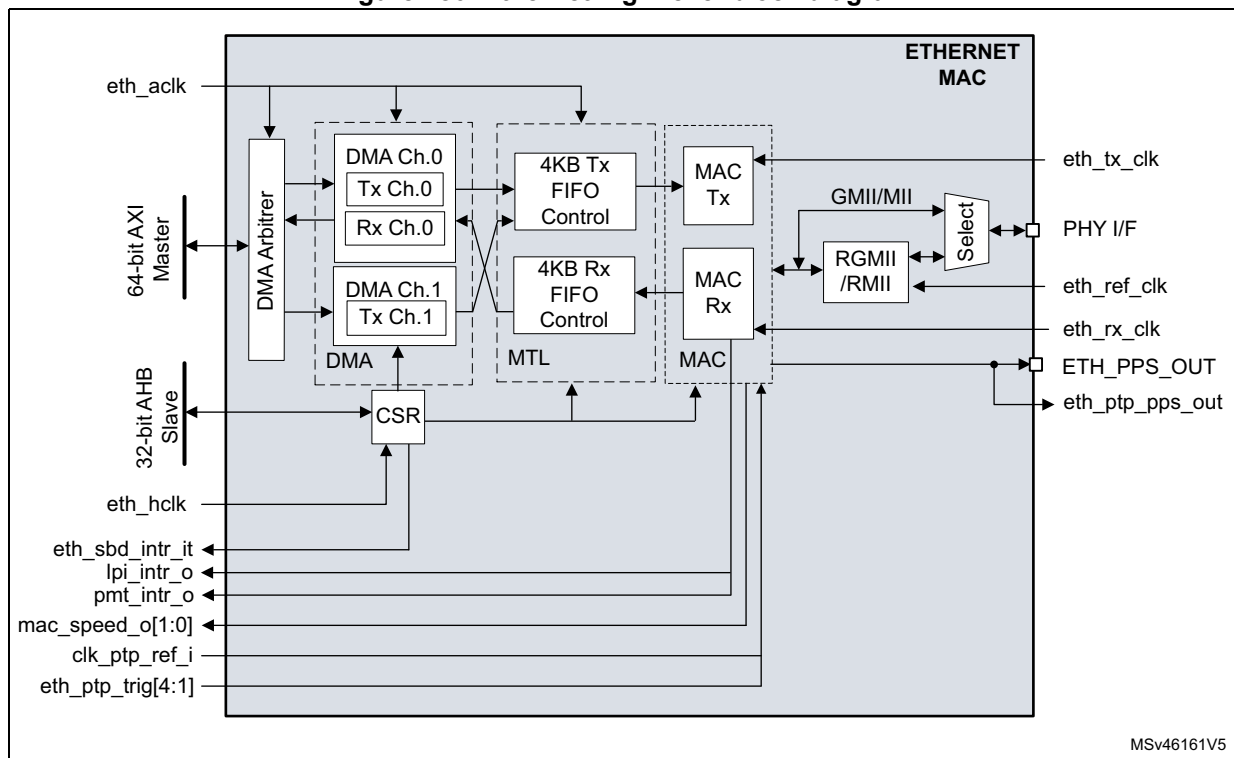 ETHERNET
MAC
eth_aclk
64-bit AXI
Master
DMA Arbitrer
DMA Ch.0
Tx Ch.0
Rx Ch.0
DMA Ch.1
Tx Ch.1
DMA
4KB Tx
FIFO
Control
4KB Rx
FIFO
Control
MTL
MAC
Tx
MAC
Rx
MAC
GMII/MII
RGMII
/RMII
Select
eth_tx_clk
PHY I/F
eth_ref_clk
eth_rx_clk
ETH_PPS_OUT
eth_ptp_pps_out
32-bit AHB
Slave
CSR
eth_hclk
eth_sbd_intr_it
lpi_intr_o
pmt_intr_o
mac_speed_o[1:0]
clk_ptp_ref_i
eth_ptp_trig[4:1]
MSv46161V5